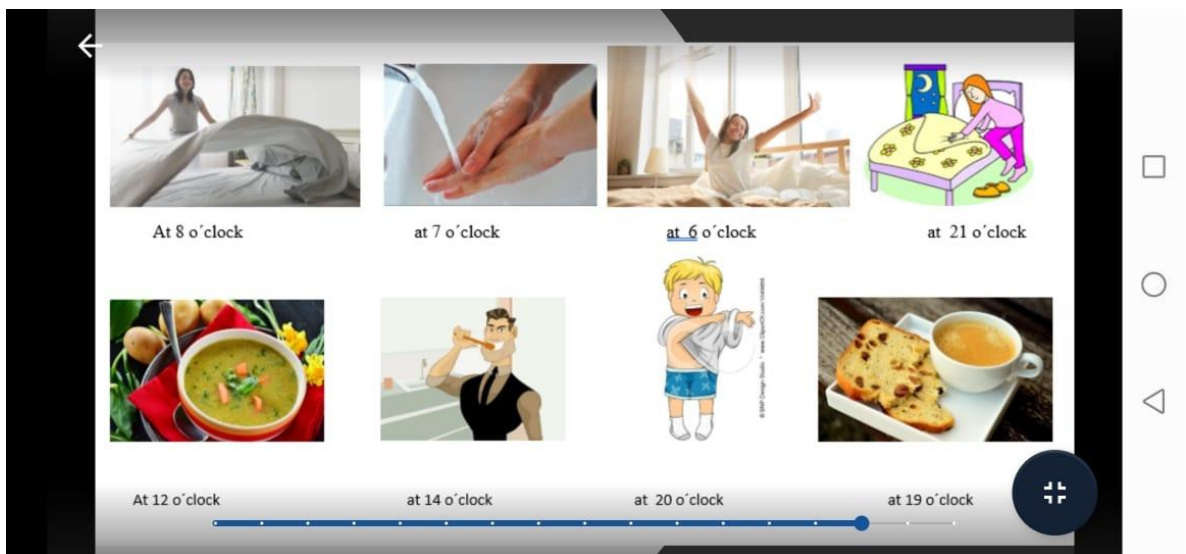 At 8 o´clock
at 7 o´clock
at  6 o´clock
at  21 o´clock
At 12 o´clock
at 14 o´clock
at  20 o´clock
at 19 o´clock